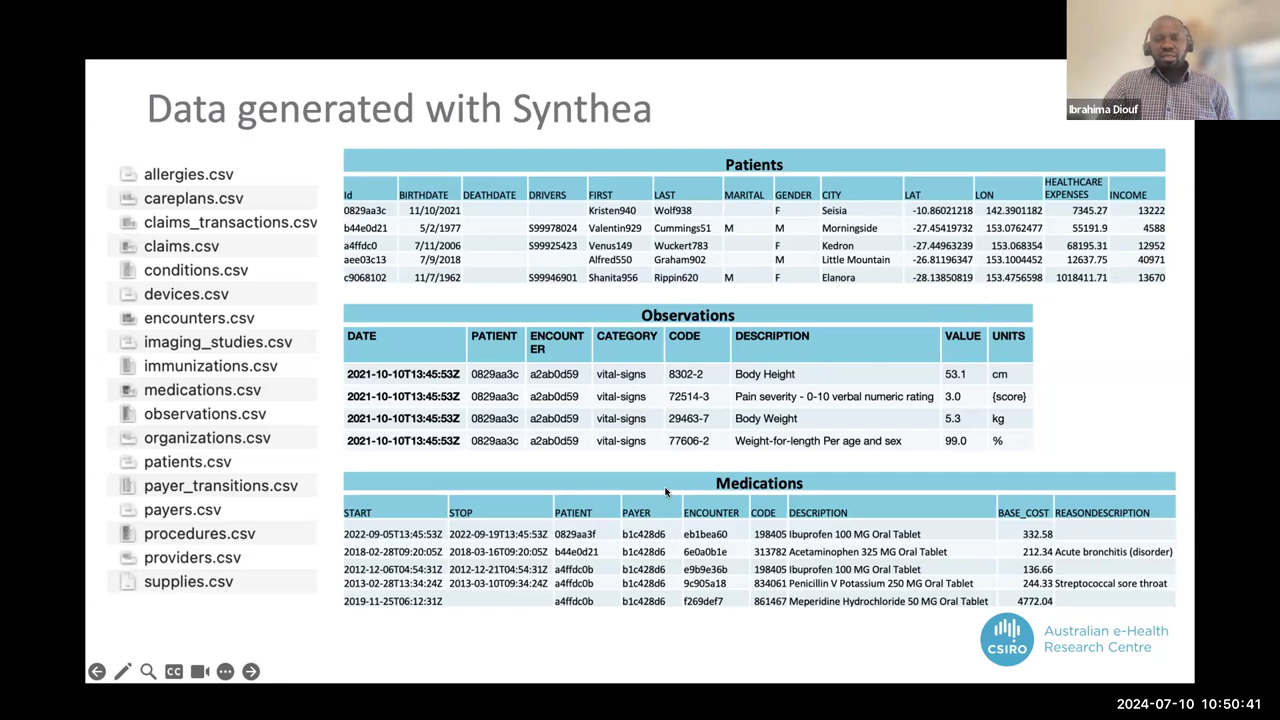 Ibrahima Diouf
Data generated with Synthea
allergies.csv
careplans.csv
claims_transactions.csv
claims.csv
conditions.csv
devices.csv
encounters.csv
imaging_studies.csv
immunizations.csv
medications.csv
observations.csv
organizations.csv
patients.csv
payer_transitions.csv
payers.csv
procedures.csv
providers.csv
supplies.csv
Patients
Id BIRTHDATE DEATHDATE DRIVERS FIRST LAST MARITAL GENDER CITY LAT LON HEALTHCARE EXPENSES INCOME
0829aa3c 11/10/2021 Kristen940 Wolf938 F Seisia -10.86021218 142.3901182 7345.27 13222
b44e0d21 5/2/1977 S99978024 Valentin929 Cummings51 M M Morningside -27.45419732 153.0762477 55191.9 4588
a4ffdc0 7/11/2006 S99925423 Venus149 Wuckert783 F Kedron -27.44963239 153.068354 68195.31 12952
aee03c13 7/9/2018 Alfred550 Graham902 M Little Mountain -26.81196347 153.1004452 12637.75 40971
c9068102 11/7/1962 S99946901 Shanita956 Rippin620 M F Elanora -28.13850819 153.4756598 1018411.71 13670
Observations
DATE PATIENT ENCOUNT ER CATEGORY CODE DESCRIPTION VALUE UNITS
2021-10-10T13:45:53Z 0829aa3c a2ab0d59 vital-signs 8302-2 Body Height 53.1 cm
2021-10-10T13:45:53Z 0829aa3c a2ab0d59 vital-signs 72514-3 Pain severity - 0-10 verbal numeric rating 3.0 {score}
2021-10-10T13:45:53Z 0829aa3c a2ab0d59 vital-signs 29463-7 Body Weight 5.3 kg
2021-10-10T13:45:53Z 0829aa3c a2ab0d59 vital-signs 77606-2 Weight-for-length Per age and sex 99.0 %
Medications
START STOP PATIENT PAYER ENCOUNTER CODE DESCRIPTION BASE_COST REASONDESCRIPTION
2022-09-05T13:45:53Z 2022-09-19T13:45:53Z 0829aa3f b1c428d6 eb1bea60 198405 Ibuprofen 100 MG Oral Tablet 332.58
2018-02-28T09:20:05Z 2018-03-16T09:20:05Z b44e0d21 b1c428d6 6e0a0b1e 313782 Acetaminophen 325 MG Oral Tablet 212.34 Acute bronchitis (disorder)
2012-12-06T04:54:31Z 2012-12-21T04:54:31Z a4ffdc0b b1c428d6 e9b9e36b 198405 Ibuprofen 100 MG Oral Tablet 136.66
2013-02-28T13:34:24Z 2013-03-10T09:34:24Z a4ffdc0b b1c428d6 9c905a18 834061 Penicillin V Potassium 250 MG Oral Tablet 244.33 Streptococcal sore throat
2019-11-25T06:12:31Z a4ffdc0b b1c428d6 f269def7 861467 Meperidine Hydrochloride 50 MG Oral Tablet 4772.04
CSIRO
Australian e-Health
Research Centre
CC
2024-07-10 10:50:41